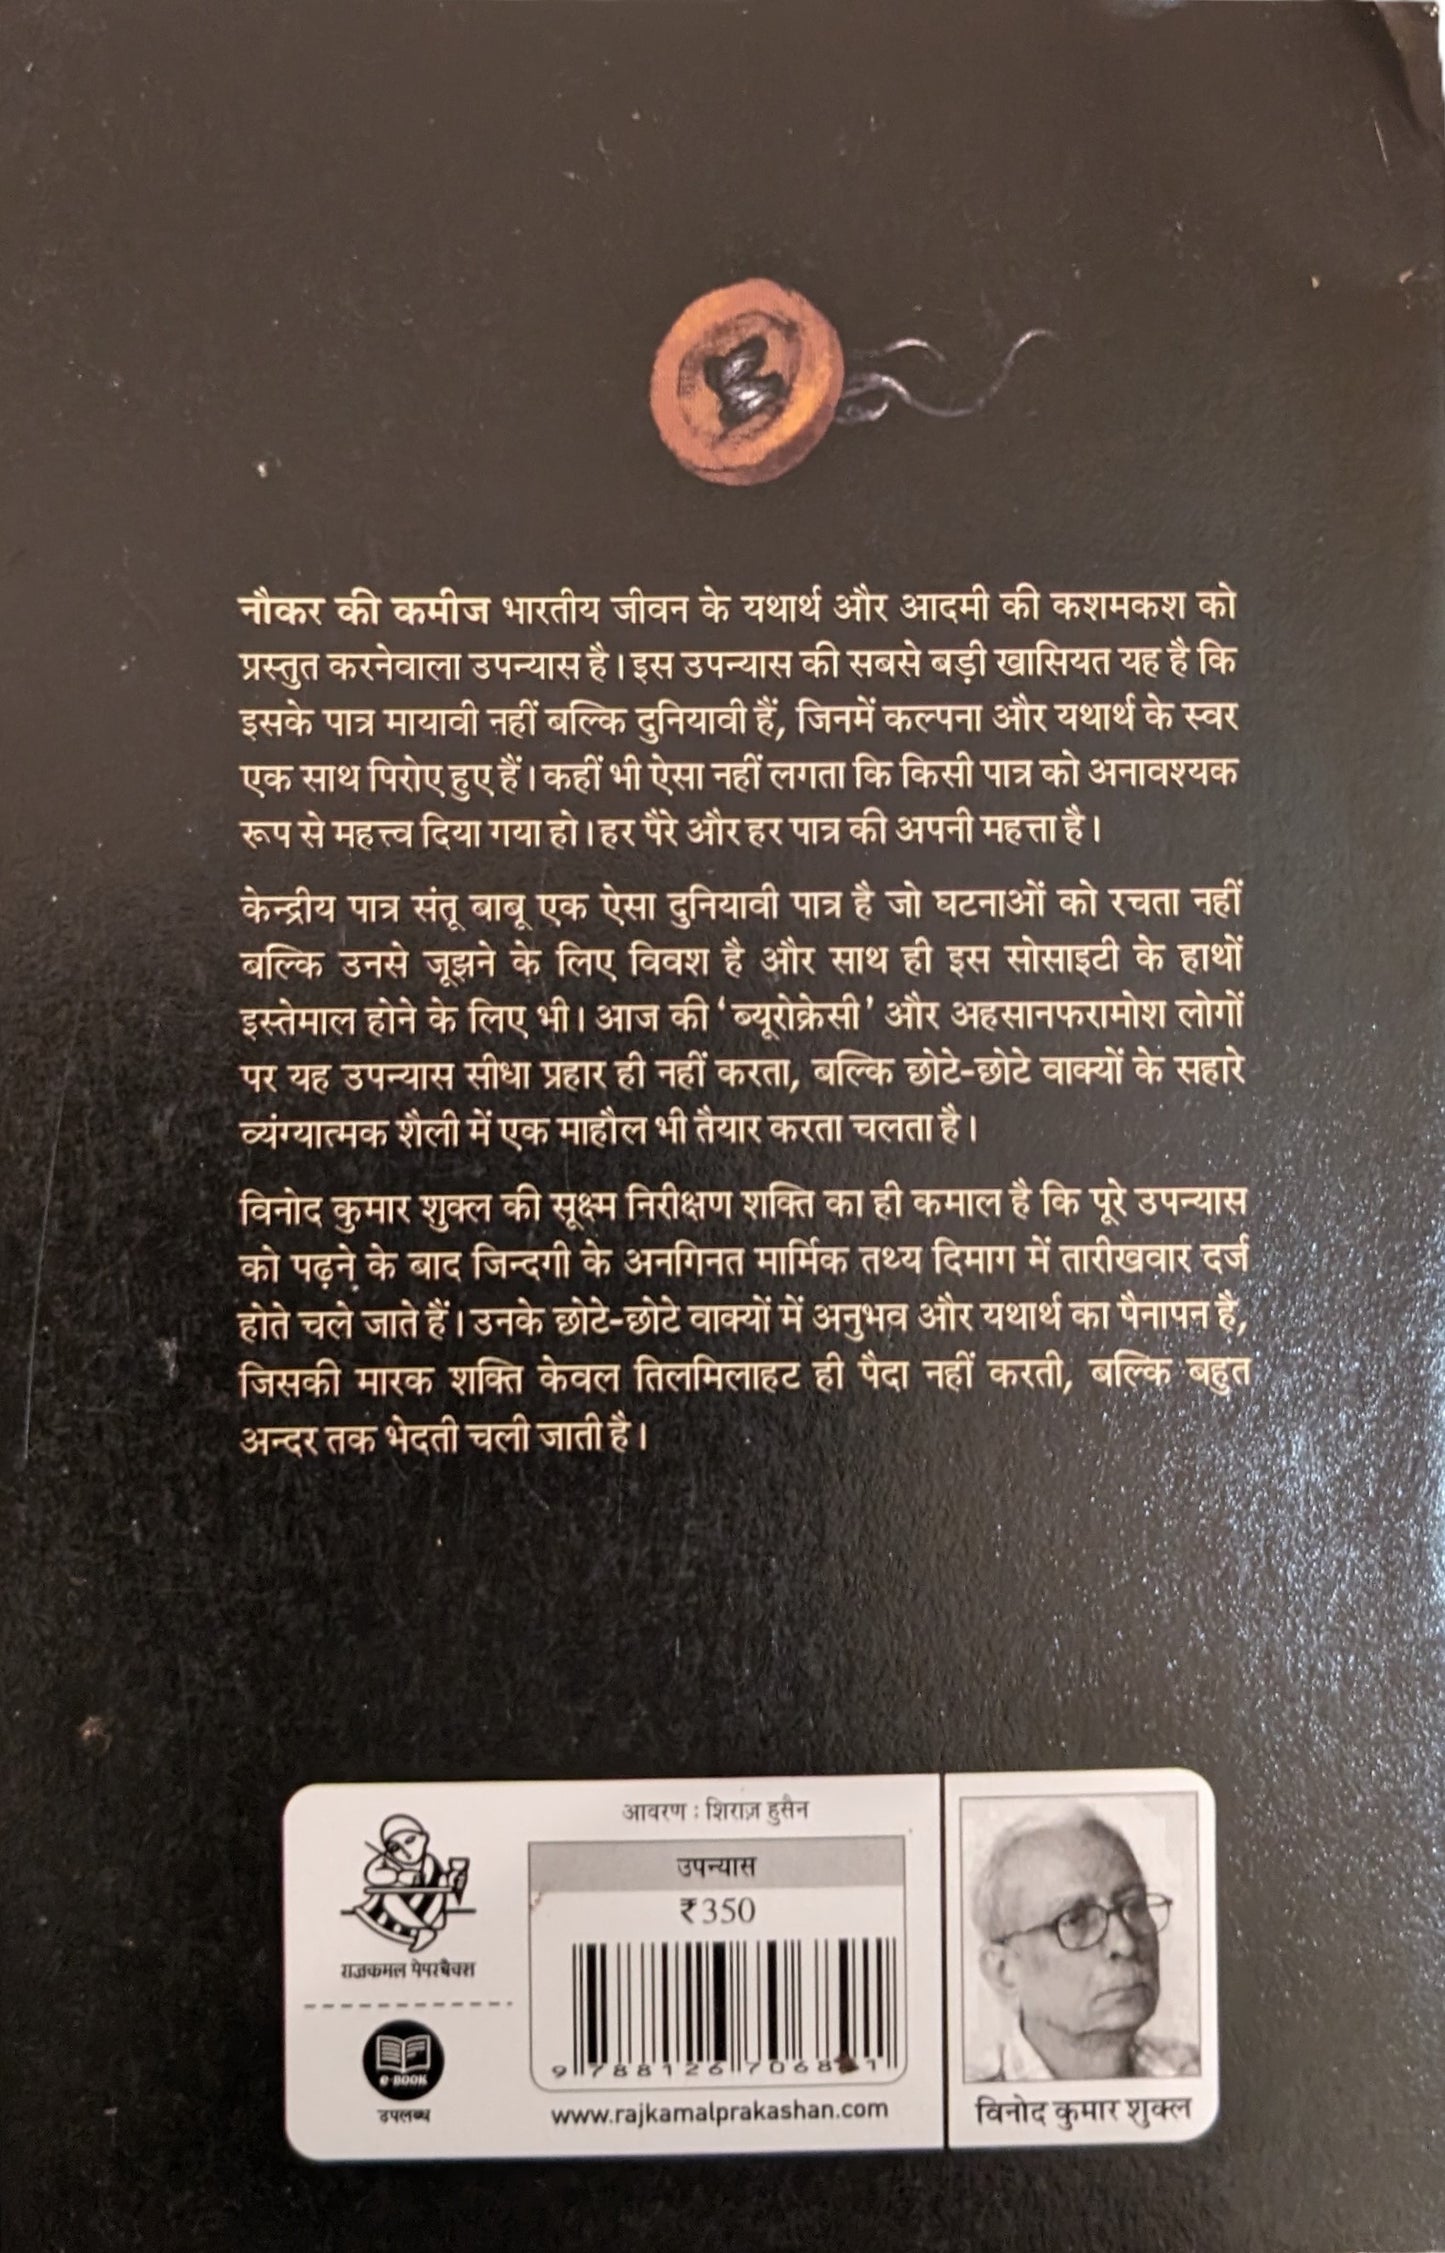 नौकर की कमीज भारतीय जीवन के यथार्थ और आदमी की कशमकश को
प्रस्तुत करनेवाला उपन्यास है। इस उपन्यास की सबसे बड़ी खासियत यह है कि
इसके पात्र मायावी नहीं बल्कि दुनियावी हैं, जिनमें कल्पना और यथार्थ के स्वर
एक साथ पिरोए हुए हैं। कहीं भी ऐसा नहीं लगता कि किसी पात्र को अनावश्यक
रूप से महत्त्व दिया गया हो। हर पैरे और हर पात्र की अपनी महत्ता है।
केन्द्रीय पात्र संतू बाबू एक ऐसा दुनियावी पात्र है जो घटनाओं को रचता नहीं
बल्कि उनसे जूझने के लिए विवश है और साथ ही इस सोसाइटी के हाथों
इस्तेमाल होने के लिए भी। आज की 'ब्यूरोक्रेसी' और अहसानफरामोश लोगों
पर यह उपन्यास सीधा प्रहार ही नहीं करता, बल्कि छोटे-छोटे वाक्यों के सहारे
व्यंग्यात्मक शैली में एक माहौल भी तैयार करता चलता है।
विनोद कुमार शुक्ल की सूक्ष्म निरीक्षण शक्ति का ही कमाल है कि पूरे उपन्यास
को पढ़ने के बाद जिन्दगी के अनगिनत मार्मिक तथ्य दिमाग में तारीखवार दर्ज
होते चले जाते हैं। उनके छोटे-छोटे वाक्यों में अनुभव और यथार्थ का पैनापन है,
जिसकी मारक शक्ति केवल तिलमिलाहट ही पैदा नहीं करती, बल्कि बहुत
अन्दर तक भेदती चली जाती है।
राजकमल पेपरबैक्स
e-BOOK
उपलब्ध
आवरण : शिराज़ हुसैन
उपन्यास
₹350
www.rajkamalprakashan.com
विनोद कुमार शुक्ल